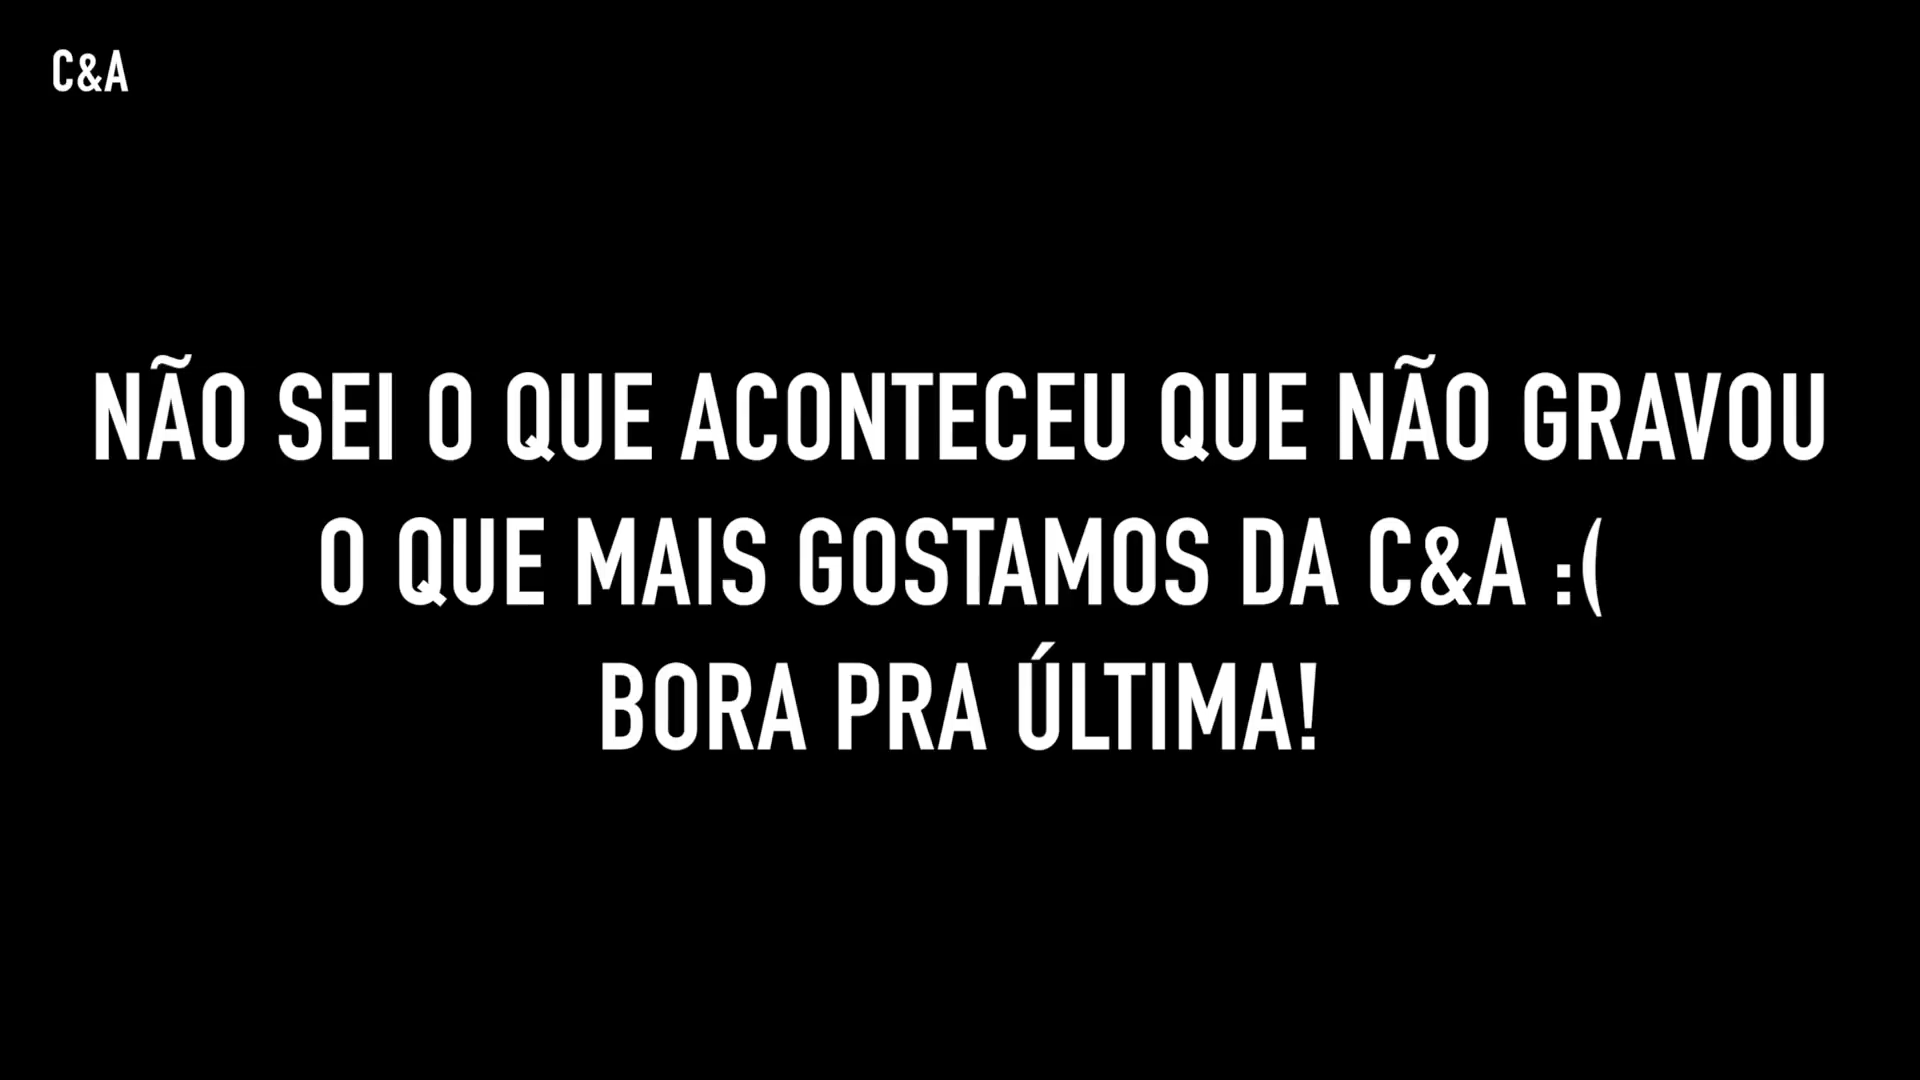 C&A
NÃO SEI O QUE ACONTECEU QUE NÃO GRAVOU
O QUE MAIS GOSTAMOS DA C&A :(
BORA PRA ÚLTIMA!